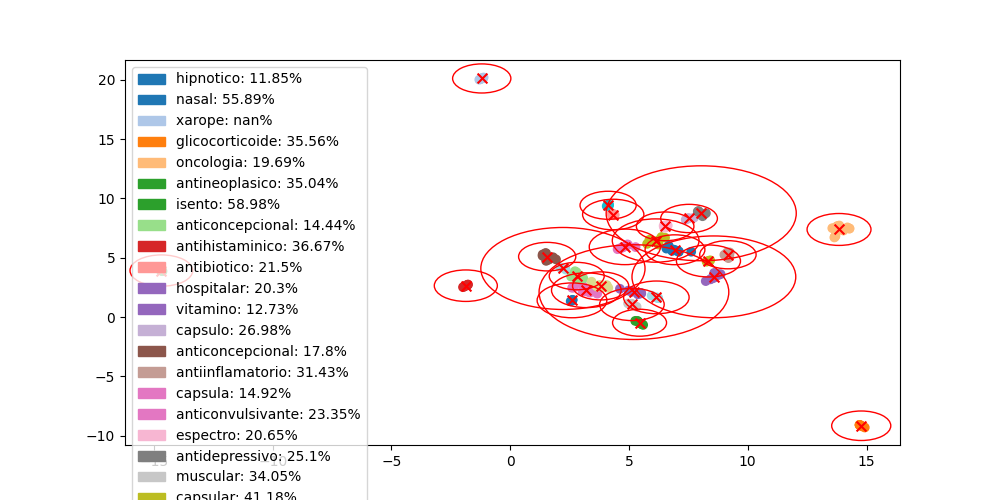 hipnotico: 11.85%
nasal: 55.89%
xarope: nan%
glicocorticoide: 35.56%
oncologia: 19.69%
antineoplasico: 35.04%
isento: 58.98%
anticoncepcional: 14.44%
antihistaminico: 36.67%
antibiotico: 21.5%
hospitalar: 20.3%
vitamino: 12.73%
capsulo: 26.98%
anticoncepcional: 17.8%
antiinflamatorio: 31.43%
capsula: 14.92%
anticonvulsivante: 23.35%
espectro: 20.65%
antidepressivo: 25.1%
muscular: 34.05%
capsular: 41.18%
20
15
10
5
0
−5
−10
−15 −10 −5 0 5 10 15